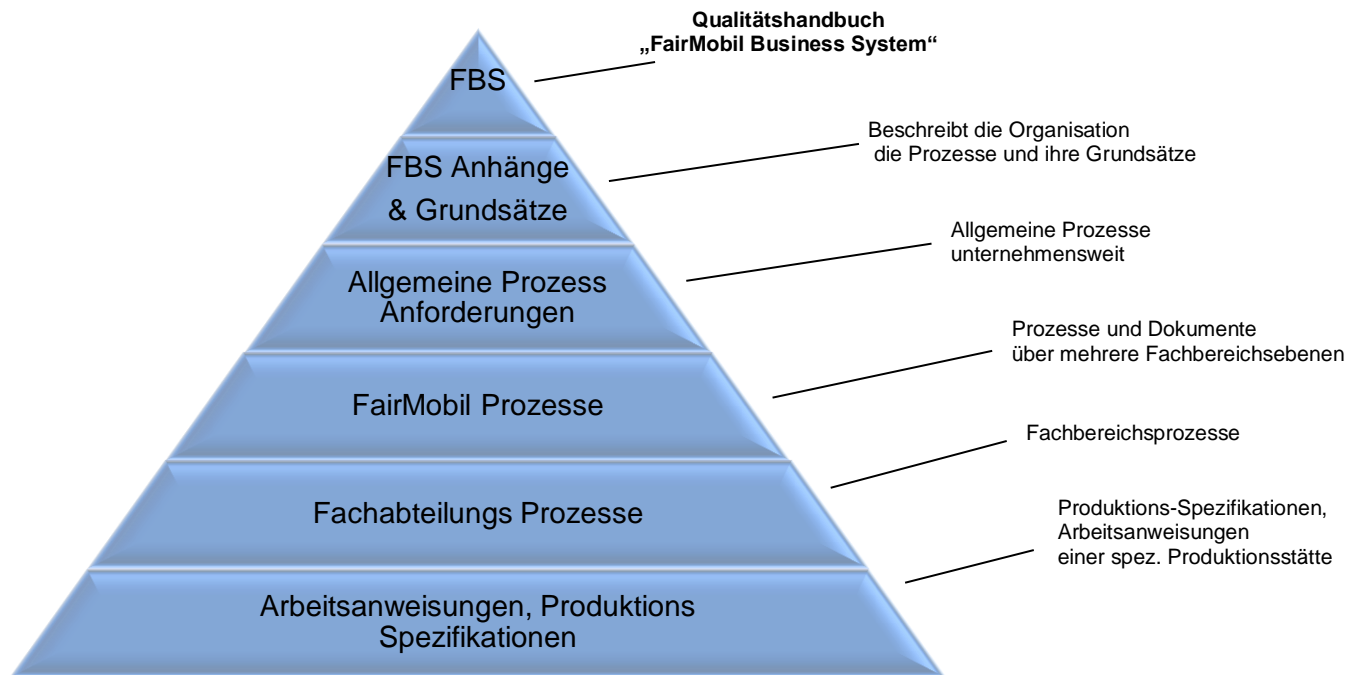 Qualitätshandbuch
„FairMobil Business System“
FBS
Beschreibt die Organisation
die Prozesse und ihre Grundsätze
FBS Anhänge
& Grundsätze
Allgemeine Prozesse
unternehmensweit
Allgemeine Prozess
Anforderungen
Prozesse und Dokumente
über mehrere Fachbereichsebenen
FairMobil Prozesse
Fachbereichsprozesse
Fachabteilungs Prozesse
Produktions-Spezifikationen,
Arbeitsanweisungen
einer spez. Produktionsstätte
Arbeitsanweisungen, Produktions
Spezifikationen